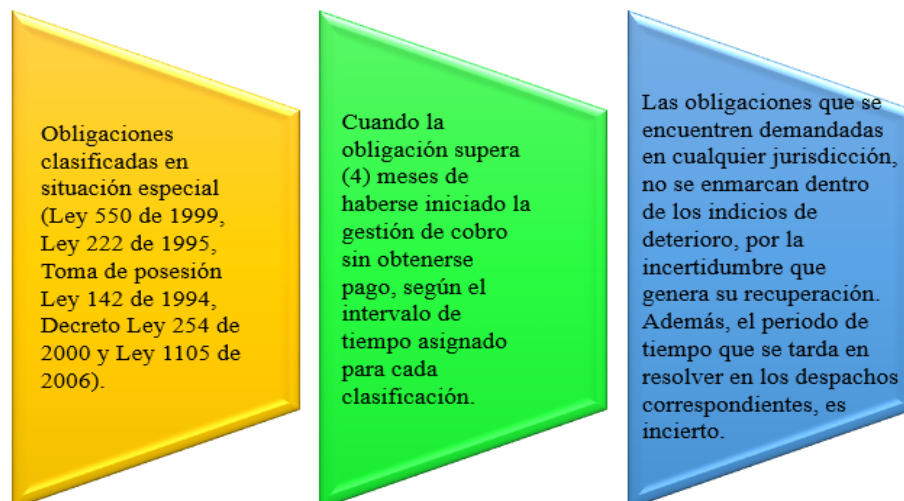 Obligaciones
clasificadas en
situación especial
(Ley 550 de 1999,
Ley 222 de 1995,
Toma de posesión
Ley 142 de 1994,
Decreto Ley 254 de
2000 y Ley 1105 de
2006).
Cuando la
obligación supera
(4) meses de
haberse iniciado la
gestión de cobro
sin obtenerse
pago, según el
intervalo de
tiempo asignado
para cada
clasificación.
Las obligaciones que se
encuentren demandadas
en cualquier jurisdicción,
no se enmarcan dentro
de los indicios de
deterioro, por la
incertidumbre que
genera su recuperación.
Además, el periodo de
tiempo que se tarda en
resolver en los despachos
correspondientes, es
incierto.